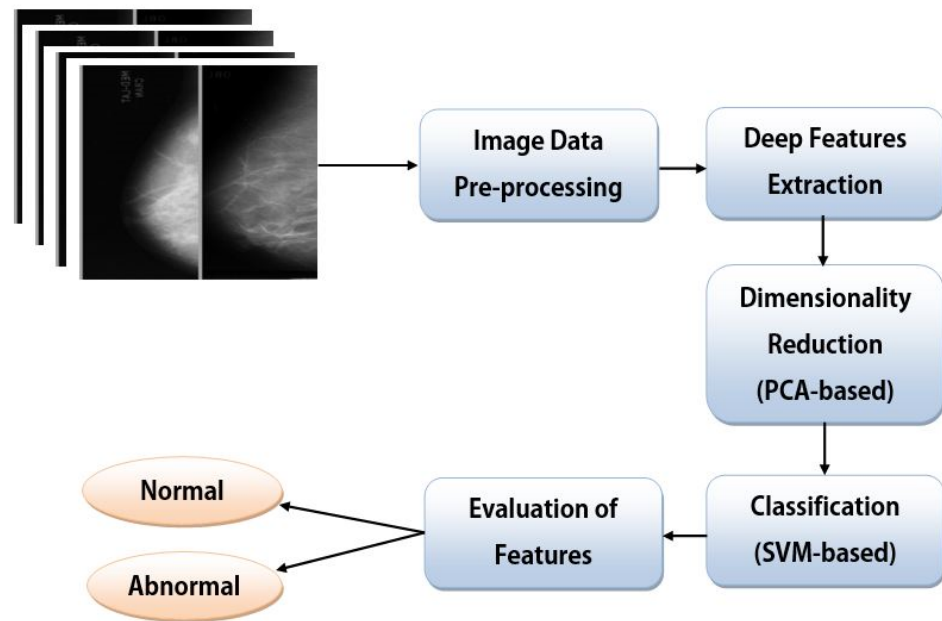 Image Data
Pre-processing
Deep Features
Extraction
Dimensionality
Reduction
(PCA-based)
Classification
(SVM-based)
Evaluation of
Features
Normal
Abnormal